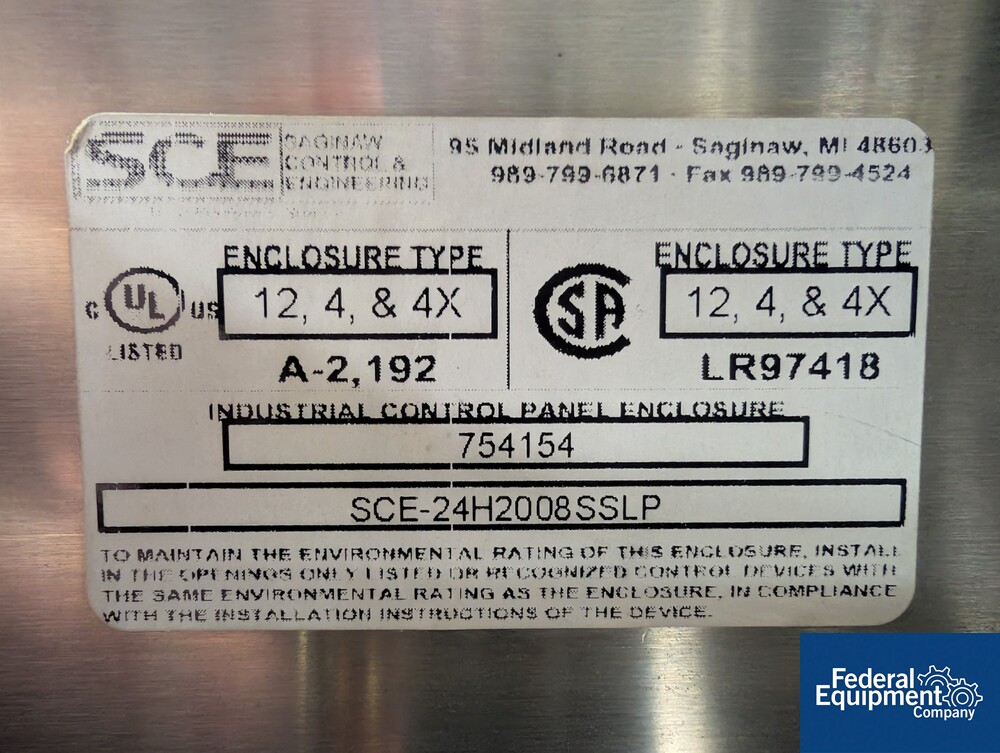 SCE
SAGINAW
CONTROL &
ENGINEERING
95 Midland Road - Saginaw, MI 48603
989-799-6871 · Fax 989-799-4524
ENCLOSURE TYPE
C UL US
12, 4, & 4X
LISTED
A-2,192
CSA
ENCLOSURE TYPE
12, 4, & 4X
LR97418
INDUSTRIAL CONTROL PANEL ENCLOSURE
754154
SCE-24H2008SSLP
TO MAINTAIN THE ENVIRONMENTAL RATING OF THIS ENCLOSURE, INSTALL
IN THE OPENINGS ONLY LISTED OR RECOGNIZED CONTROL DEVICES WITH
THE SAME ENVIRONMENTAL RATING AS THE ENCLOSURE, IN COMPLIANCE
WITH THE INSTALLATION INSTRUCTIONS OF THE DEVICE.
Federal
Equipment
Company